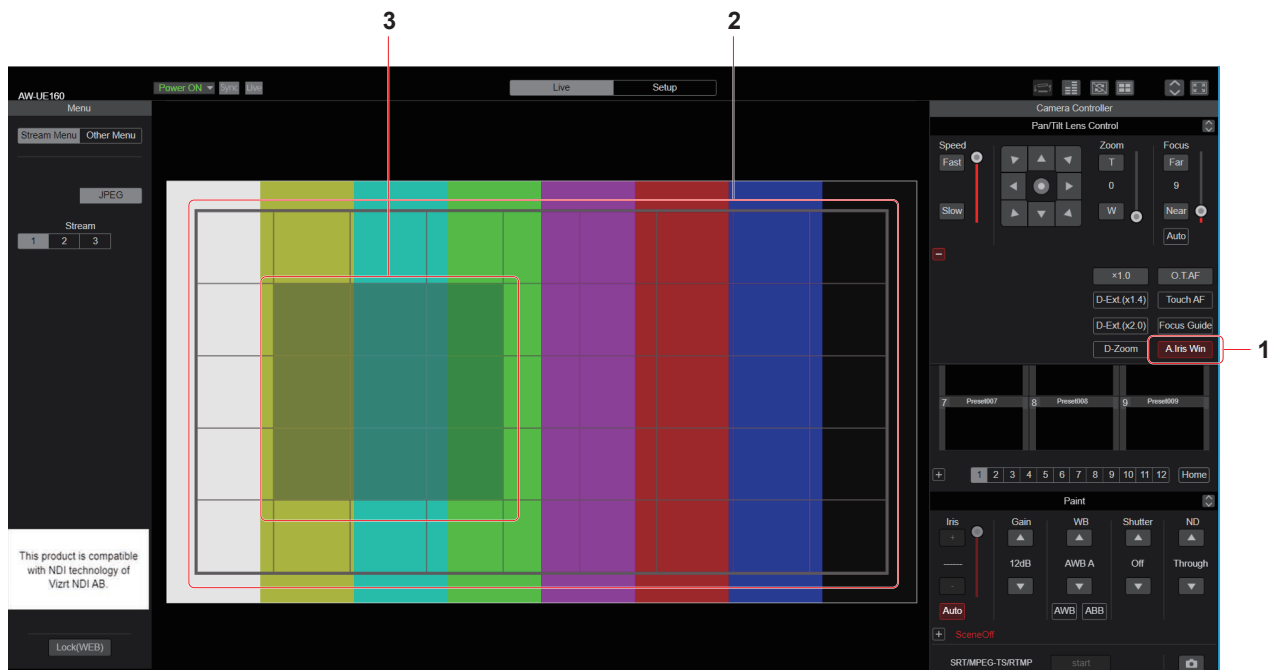 3
2
AW-UE160
Power ON Sync Live
Live Setup
Menu
Camera Controller
Stream Menu Other Menu
Pan/Tilt Lens Control
Speed Zoom Focus
Fast T Far
0 9
JPEG
Slow W Near
Stream
Auto
1 2 3
×1.0 O.T.AF
D-Ext.(x1.4) Touch AF
D-Ext.(x2.0) Focus Guide
D-Zoom A.Iris Win
1
7 Preset007 8 Preset008 9 Preset009
+ 1 2 3 4 5 6 7 8 9 10 11 12 Home
Paint
Iris Gain WB Shutter ND
+
------ 12dB AWB A Off Through
-
Auto AWB ABB
+ SceneOff
This product is compatible
with NDI technology of
Vizrt NDI AB.
Lock(WEB)
SRT/MPEG-TS/RTMP start